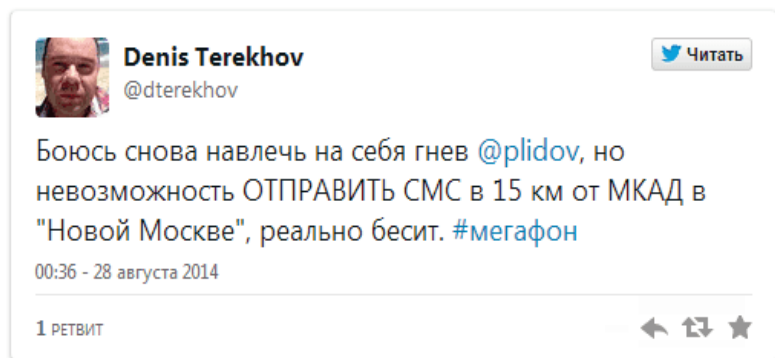 Denis Terekhov
@dterekhov
Читать
Боюсь снова навлечь на себя гнев @plidov, но
невозможность ОТПРАВИТЬ СМС в 15 км от МКАД в
"Новой Москве", реально бесит. #мегафон
00:36 - 28 августа 2014
1 РЕТВИТ